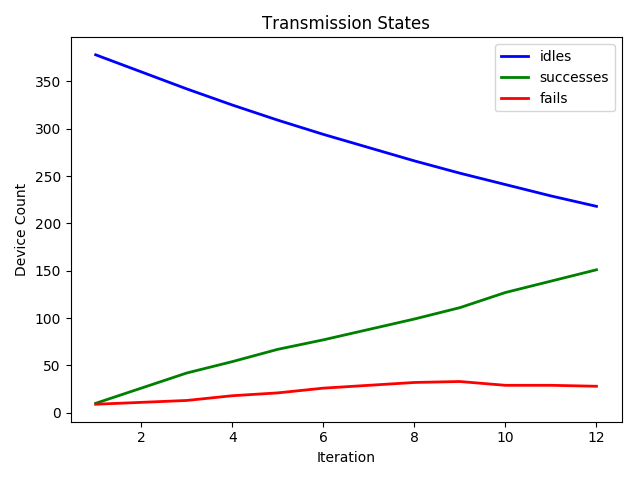 Transmission States
idles
successes
fails
Device Count
350
300
250
200
150
100
50
0
2 4 6 8 10 12
Iteration